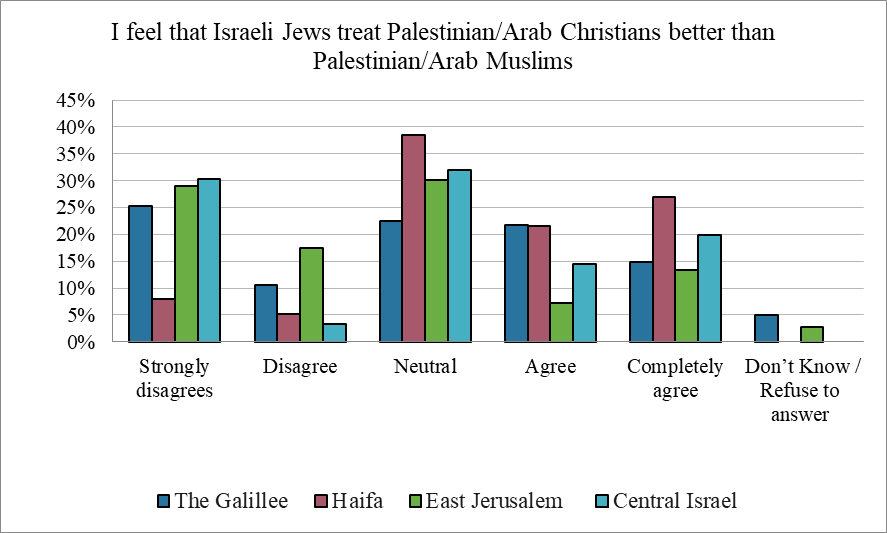 I feel that Israeli Jews treat Palestinian/Arab Christians better than
Palestinian/Arab Muslims
45%
40%
35%
30%
25%
20%
15%
10%
5%
0%
Strongly
disagrees
Disagree
Neutral
Agree
Completely
agree
Don’t Know /
Refuse to
answer
The Galillee
Haifa
East Jerusalem
Central Israel